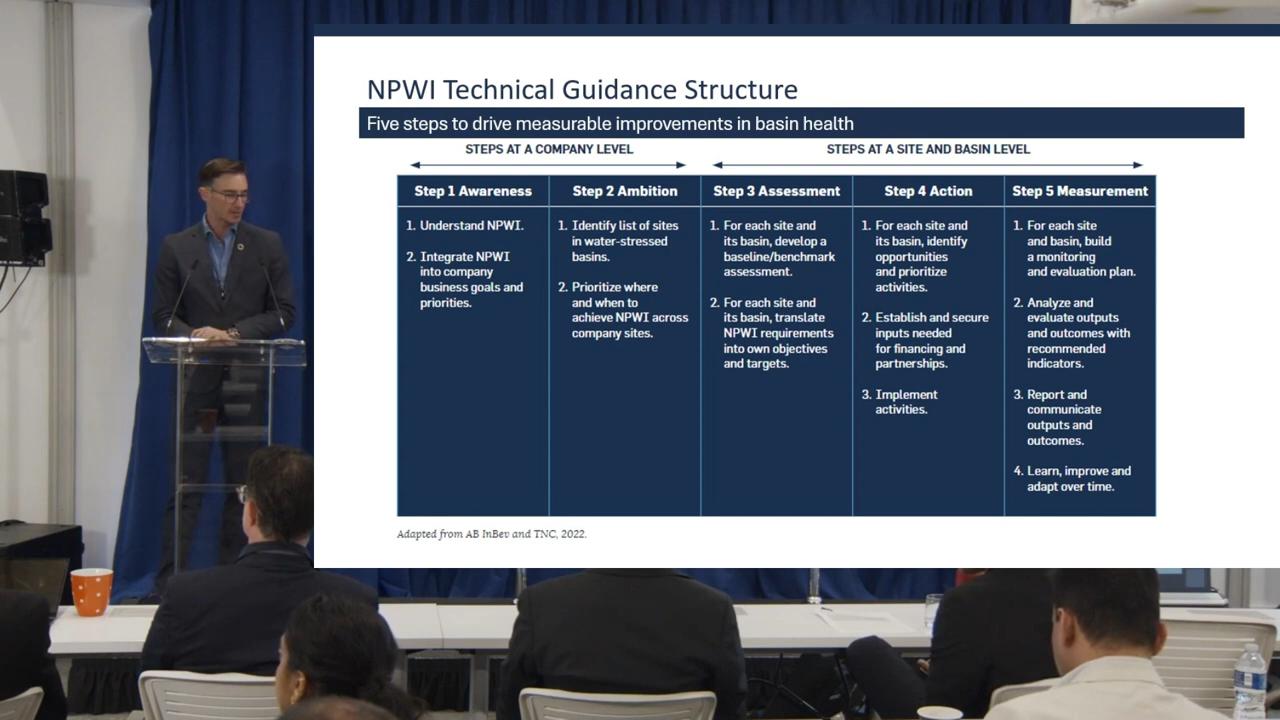 NPWI Technical Guidance Structure
Five steps to drive measurable improvements in basin health
STEPS AT A COMPANY LEVEL
STEPS AT A SITE AND BASIN LEVEL
Step 1 Awareness
1. Understand NPWI.
2. Integrate NPWI
into company
business goals and
priorities.
Step 2 Ambition
1. Identify list of sites
in water-stressed
basins.
2. Prioritize where
and when to
achieve NPWI across
company sites.
Step 3 Assessment
1. For each site and
its basin, develop a
baseline/benchmark
assessment.
2. For each site and
its basin, translate
NPWI requirements
into own objectives
and targets.
Step 4 Action
1. For each site and
its basin, identify
opportunities
and prioritize
activities.
2. Establish and secure
inputs needed
for financing and
partnerships.
3. Implement
activities.
Step 5 Measurement
1. For each site
and basin, build
a monitoring
and evaluation plan.
2. Analyze and
evaluate outputs
and outcomes with
recommended
indicators.
3. Report and
communicate
outputs and
outcomes.
4. Learn, improve and
adapt over time.
Adapted from AB InBev and TNC, 2022.